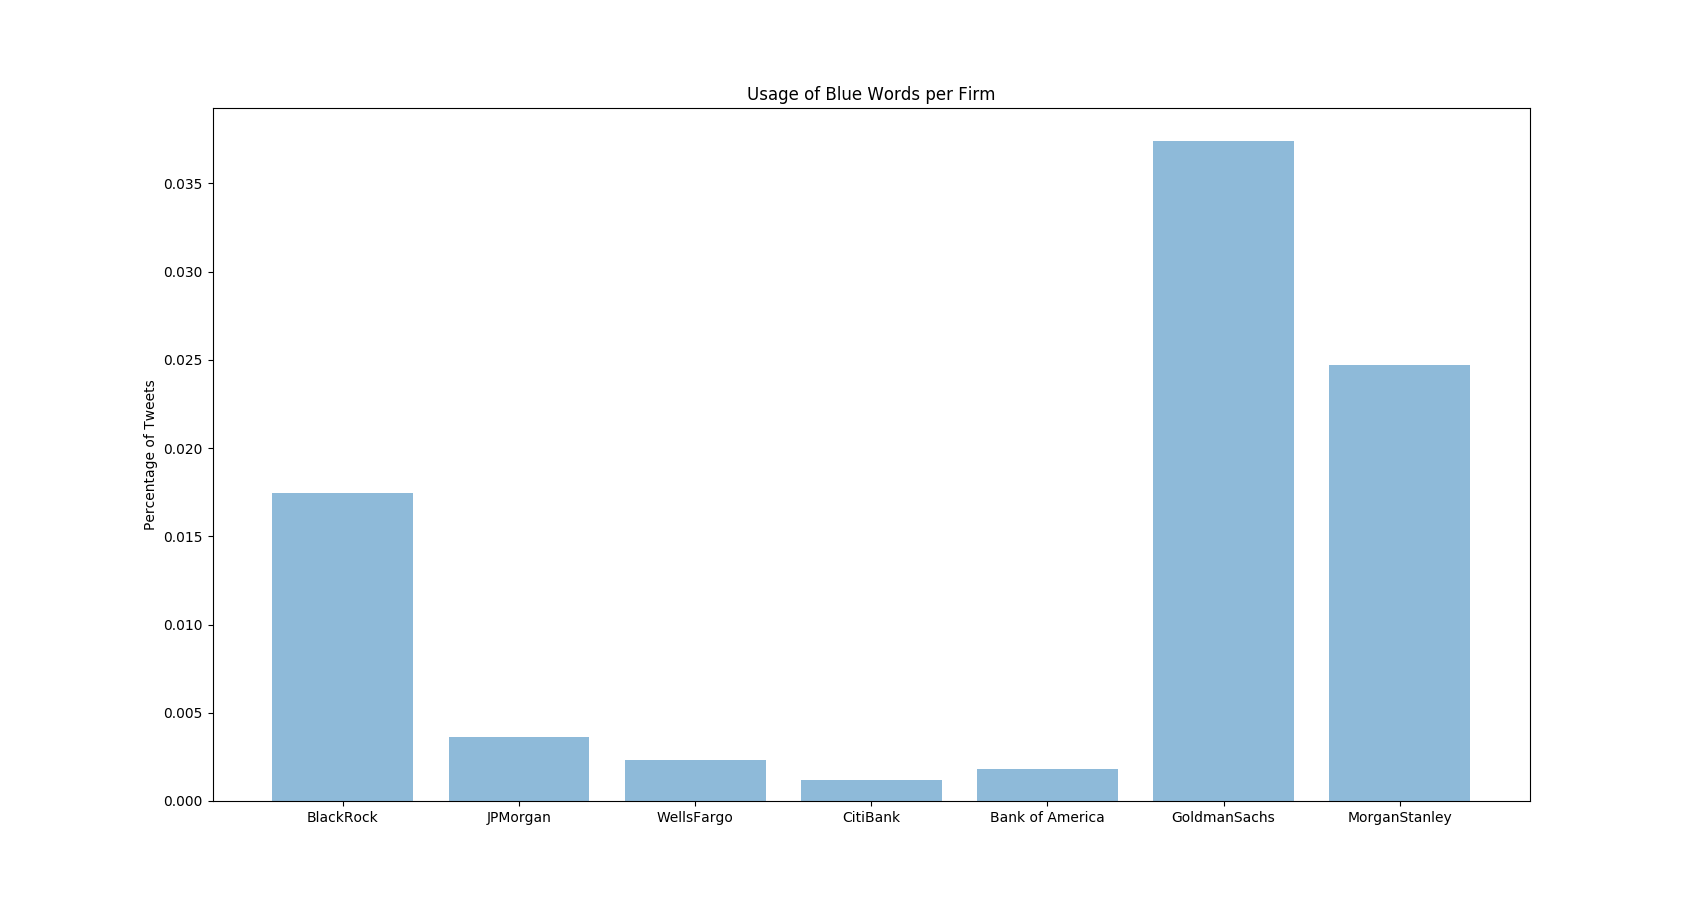 Usage of Blue Words per Firm
Percentage of Tweets
0.035
0.030
0.025
0.020
0.015
0.010
0.005
0.000
BlackRock JPMorgan WellsFargo CitiBank Bank of America GoldmanSachs MorganStanley